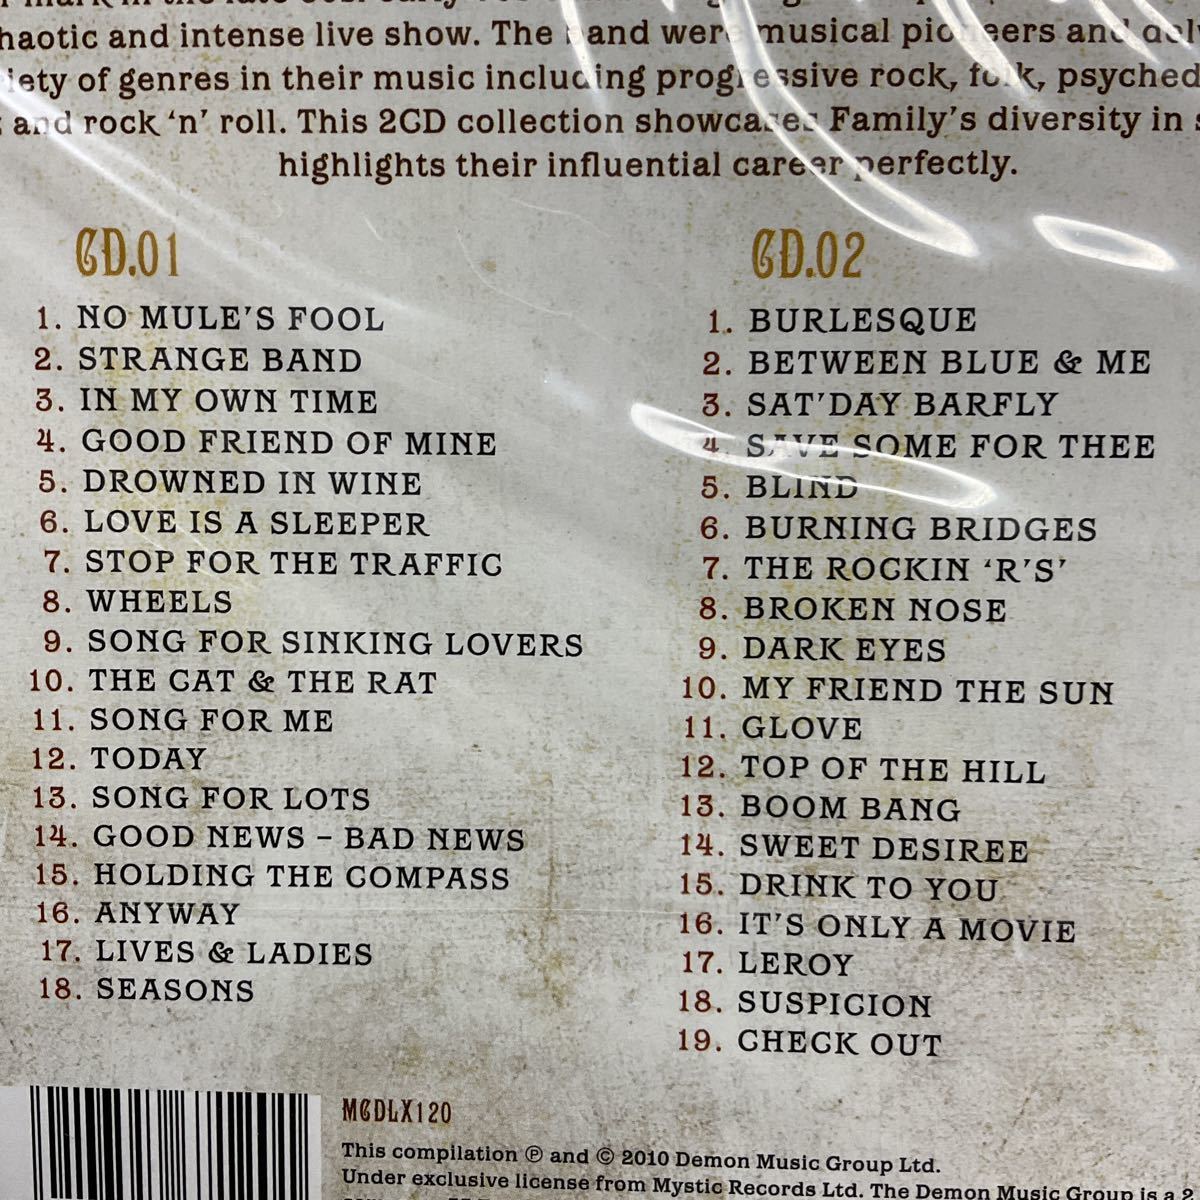 haotic and intense live show. The band were musical pioneers and
iety of genres in their music including progressive rock, folk, psyched
and rock ‘n’ roll. This 2CD collection showcases Family’s diversity in
highlights their influential career perfectly.
CD.01
1. NO MULE’S FOOL
2. STRANGE BAND
3. IN MY OWN TIME
4. GOOD FRIEND OF MINE
5. DROWNED IN WINE
6. LOVE IS A SLEEPER
7. STOP FOR THE TRAFFIC
8. WHEELS
9. SONG FOR SINKING LOVERS
10. THE CAT & THE RAT
11. SONG FOR ME
12. TODAY
13. SONG FOR LOTS
14. GOOD NEWS – BAD NEWS
15. HOLDING THE COMPASS
16. ANYWAY
17. LIVES & LADIES
18. SEASONS
CD.02
1. BURLESQUE
2. BETWEEN BLUE & ME
3. SAT’DAY BARFLY
4. SAVE SOME FOR THEE
5. BLIND
6. BURNING BRIDGES
7. THE ROCKIN ‘R’S’
8. BROKEN NOSE
9. DARK EYES
10. MY FRIEND THE SUN
11. GLOVE
12. TOP OF THE HILL
13. BOOM BANG
14. SWEET DESIREE
15. DRINK TO YOU
16. IT’S ONLY A MOVIE
17. LEROY
18. SUSPICION
19. CHECK OUT
MCDLX120
This compilation ℗ and © 2010 Demon Music Group Ltd.
Under exclusive license from Mystic Records Ltd. The Demon Music Group is a 2